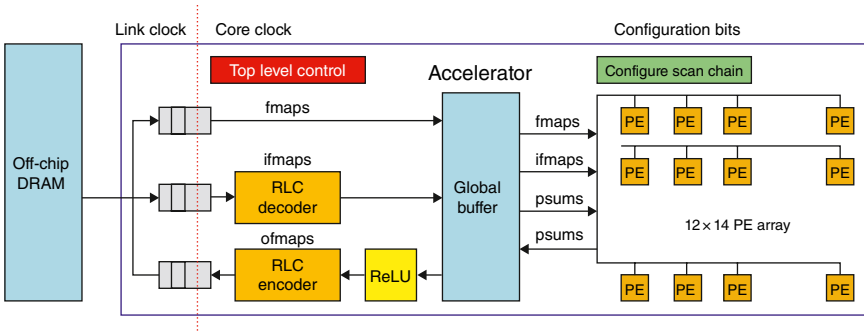 Link clock
Core clock
Configuration bits
Top level control
Accelerator
Configure scan chain
fmaps
fmaps
PE
PE
PE
PE
Off-chip
DRAM
ifmaps
RLC
decoder
Global
buffer
ifmaps
PE
PE
PE
PE
psums
12 × 14 PE array
ofmaps
RLC
encoder
ReLU
psums
PE
PE
PE
PE